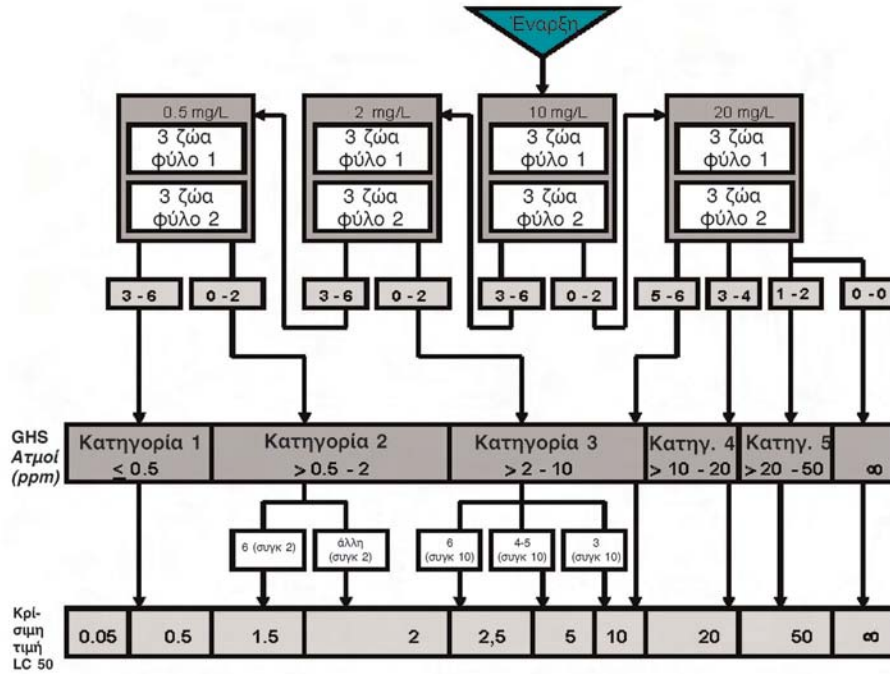 Έναρξη
0.5 mg/L
3 ζώα
φύλο 1
3 ζώα
φύλο 2
2 mg/L
3 ζώα
φύλο 1
3 ζώα
φύλο 2
10 mg/L
3 ζώα
φύλο 1
3 ζώα
φύλο 2
20 mg/L
3 ζώα
φύλο 1
3 ζώα
φύλο 2
3 - 6
0 - 2
3 - 6
0 - 2
3 - 6
0 - 2
5 - 6
3 - 4
1 - 2
0 - 0
GHS
Ατμοί
(ppm)
Κατηγορία 1
≤ 0.5
Κατηγορία 2
> 0.5 - 2
Κατηγορία 3
> 2 - 10
Κατηγ. 4
> 10 - 20
Κατηγ. 5
> 20 - 50
∞
6 (συγκ 2)
άλλη
(συγκ 2)
6
(συγκ 10)
4-5
(συγκ 10)
3
(συγκ 10)
Κρί-
σιμη
τιμή
LC 50
0.05
0.5
1.5
2
2,5
5
10
20
50
∞